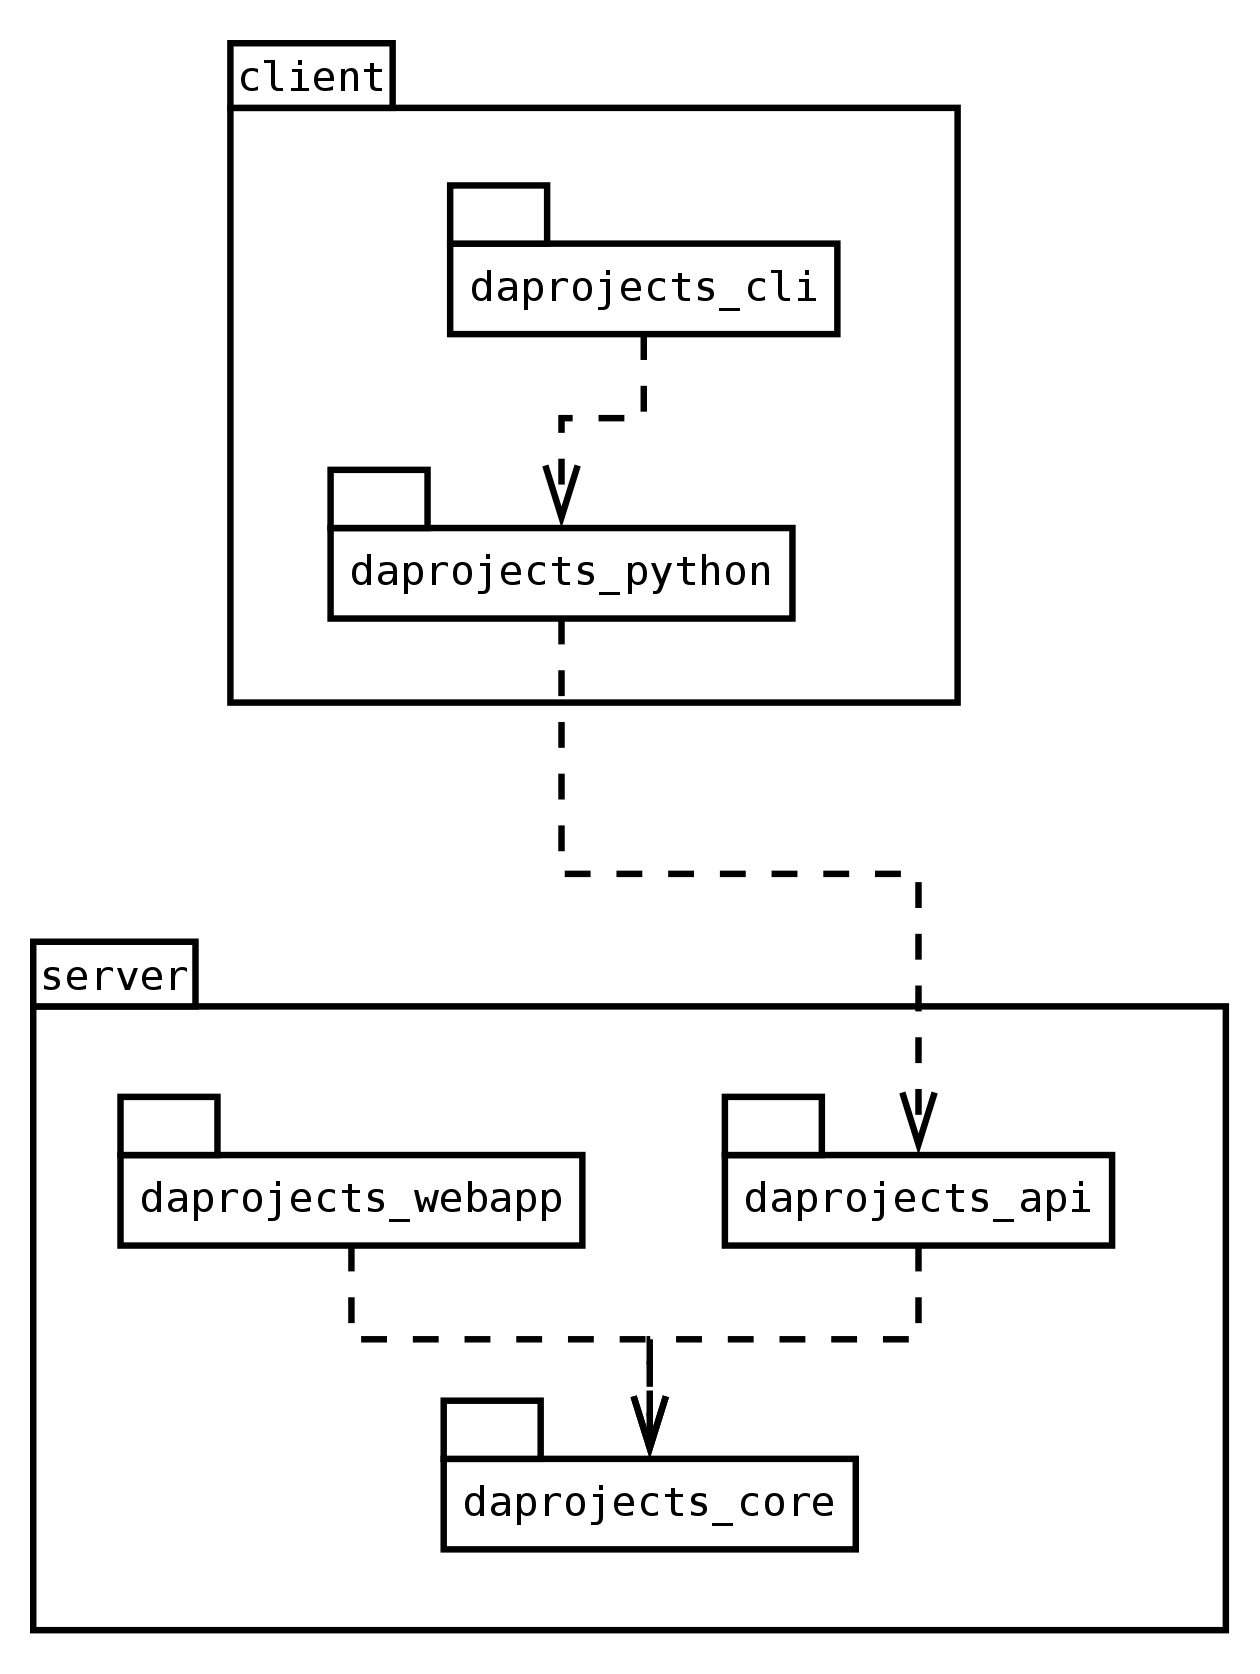 client
daprojects_cli
daprojects_python
server
daprojects_webapp
daprojects_api
daprojects_core